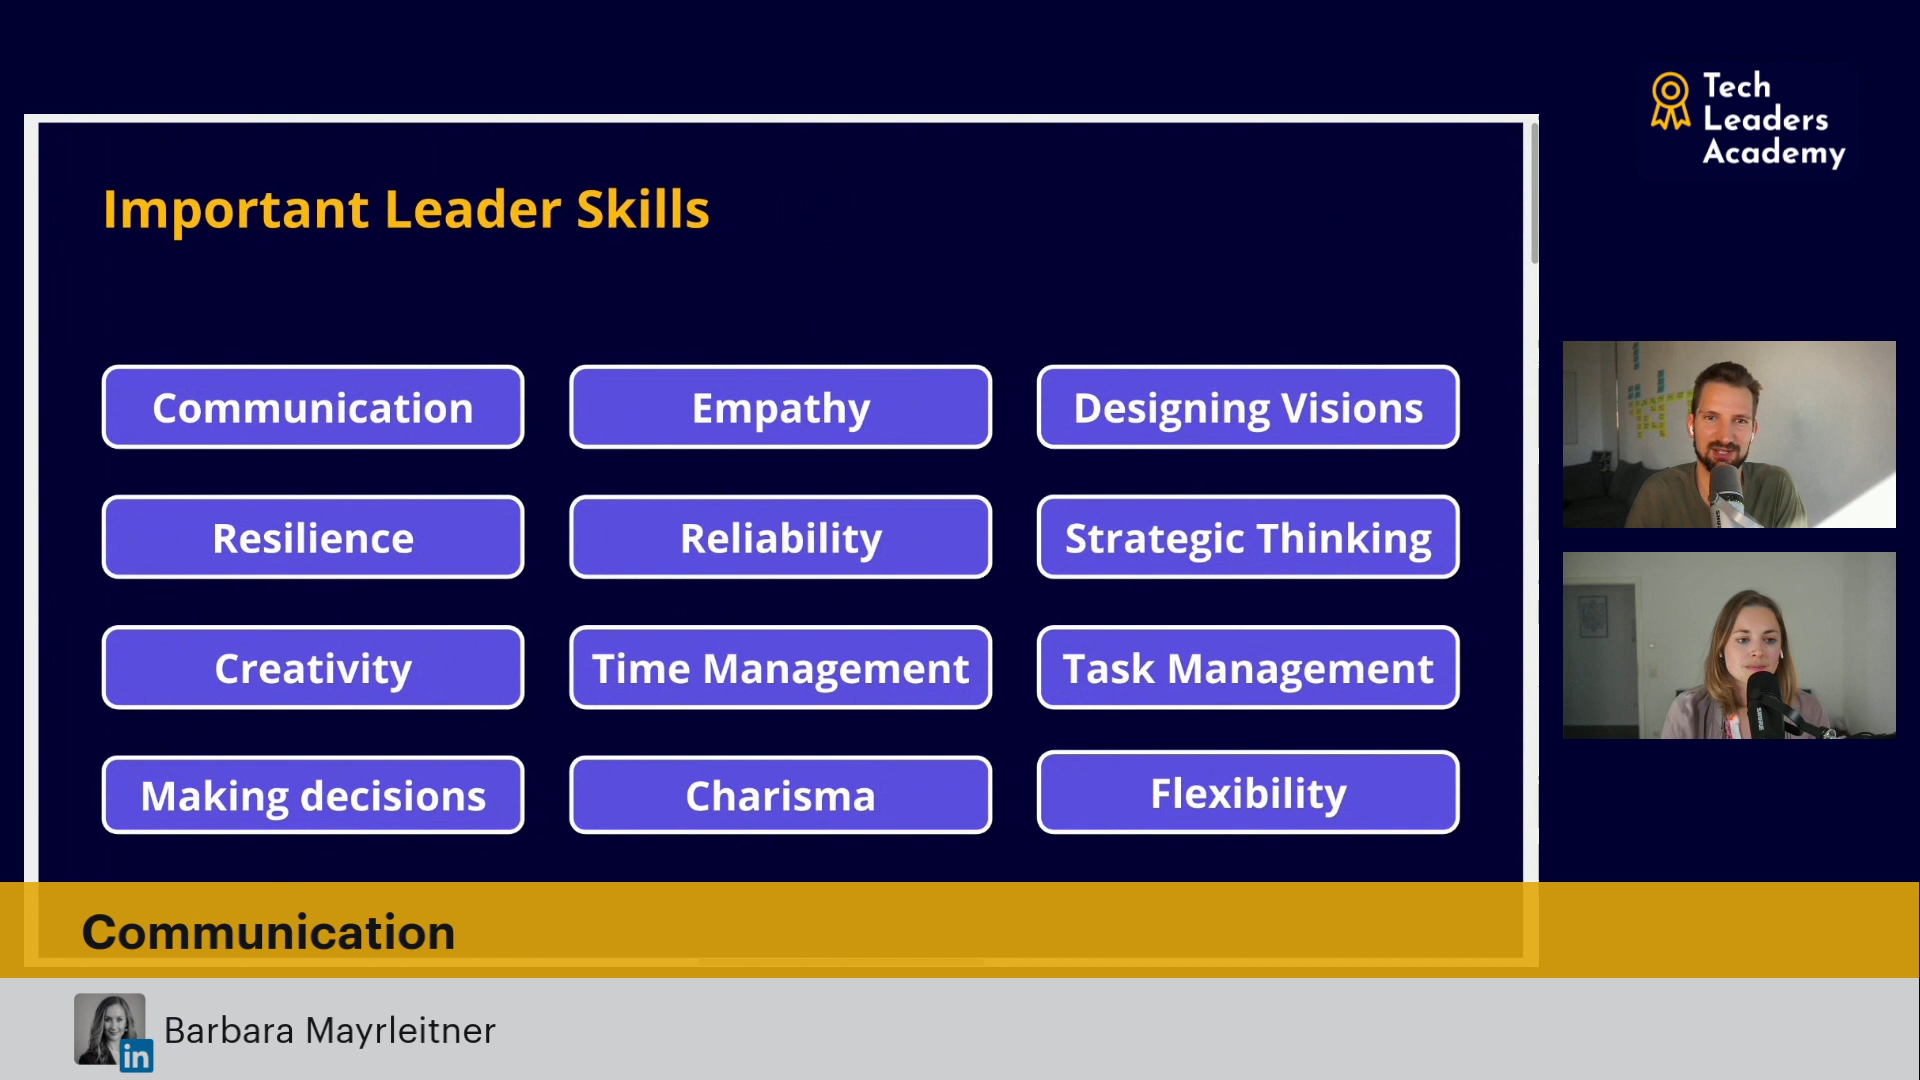 Tech
Leaders
Academy
Important Leader Skills
Communication
Empathy
Designing Visions
Resilience
Reliability
Strategic Thinking
Creativity
Time Management
Task Management
Making decisions
Charisma
Flexibility
Communication
in
Barbara Mayrleitner